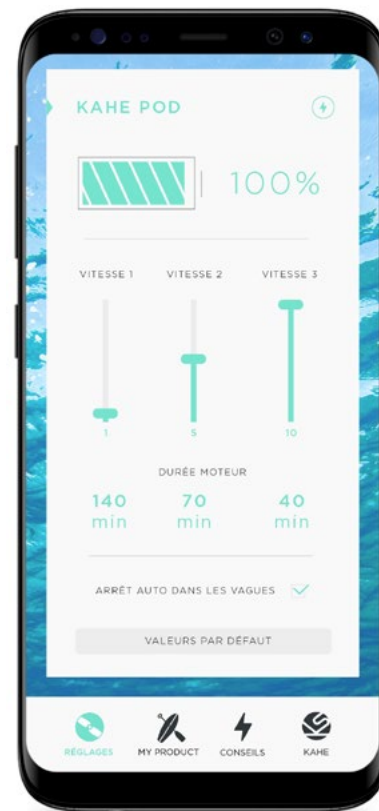 KAHE POD
100%
VITESSE 1 VITESSE 2 VITESSE 3
1 5 10
DURÉE MOTEUR
140 70 40
min min min
ARRÊT AUTO DANS LES VAGUES
VALEURS PAR DÉFAUT
RÉGLAGES MY PRODUCT CONSEILS KAHE